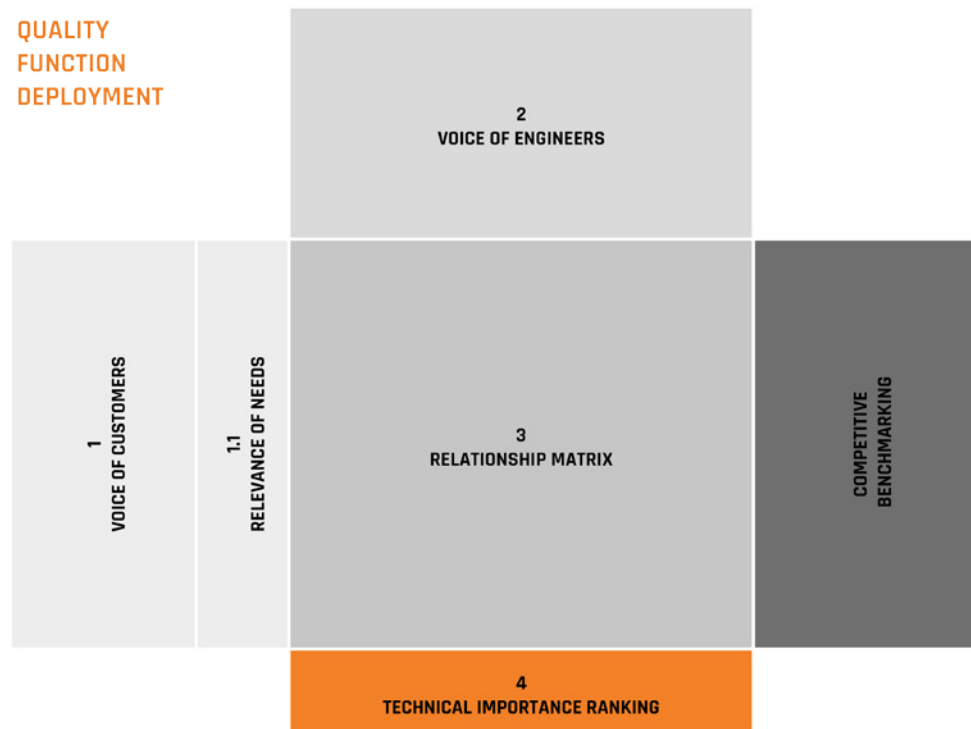 QUALITY
FUNCTION
DEPLOYMENT
2
VOICE OF ENGINEERS
1
VOICE OF CUSTOMERS
1.1
RELEVANCE OF NEEDS
3
RELATIONSHIP MATRIX
COMPETITIVE
BENCHMARKING
4
TECHNICAL IMPORTANCE RANKING